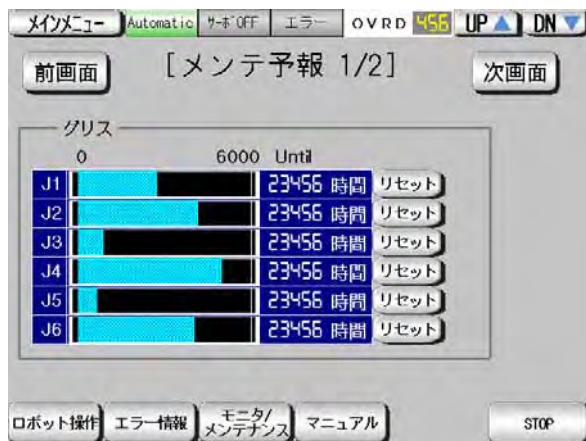 メインメニュー Automatic サーボOFF エラー OVRD 456 UP DN
前画面 [メンテ予報 1/2] 次画面
グリス
0 6000 Until
J1 23456 時間 リセット
J2 23456 時間 リセット
J3 23456 時間 リセット
J4 23456 時間 リセット
J5 23456 時間 リセット
J6 23456 時間 リセット
ロボット操作 エラー情報 モニタ/メンテナンス マニュアル STOP